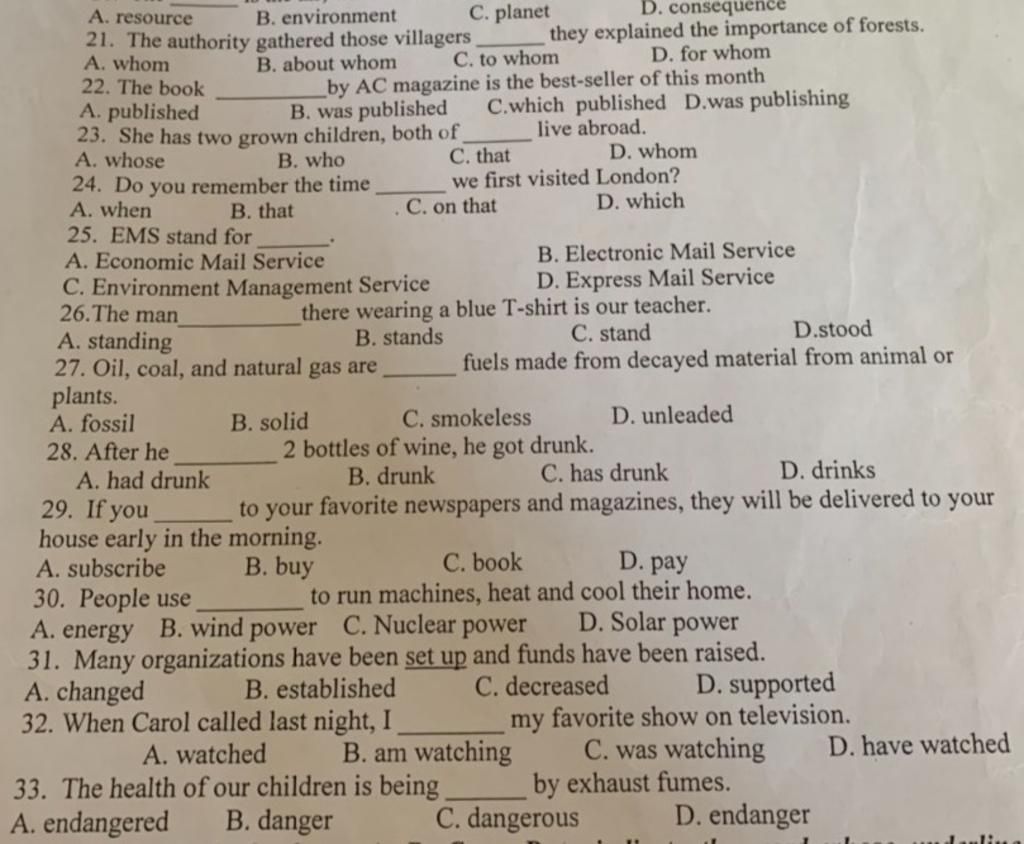 A. resource B. environment C. planet D. consequence
21. The authority gathered those villagers ______ they explained the importance of forests.
A. whom B. about whom C. to whom D. for whom
22. The book __________by AC magazine is the best-seller of this month
A. published B. was published C.which published D.was publishing
23. She has two grown children, both of ______ live abroad.
A. whose B. who C. that D. whom
24. Do you remember the time ______ we first visited London?
A. when B. that . C. on that D. which
25. EMS stand for ______.
A. Economic Mail Service B. Electronic Mail Service
C. Environment Management Service D. Express Mail Service
26.The man___________there wearing a blue T-shirt is our teacher.
A. standing B. stands C. stand D.stood
27. Oil, coal, and natural gas are ______ fuels made from decayed material from animal or
plants.
A. fossil B. solid C. smokeless D. unleaded
28. After he _________ 2 bottles of wine, he got drunk.
A. had drunk B. drunk C. has drunk D. drinks
29. If you ______ to your favorite newspapers and magazines, they will be delivered to your
house early in the morning.
A. subscribe B. buy C. book D. pay
30. People use _________ to run machines, heat and cool their home.
A. energy B. wind power C. Nuclear power D. Solar power
31. Many organizations have been set up and funds have been raised.
A. changed B. established C. decreased D. supported
32. When Carol called last night, I _________ my favorite show on television.
A. watched B. am watching C. was watching D. have watched
33. The health of our children is being ______ by exhaust fumes.
A. endangered B. danger C. dangerous D. endanger